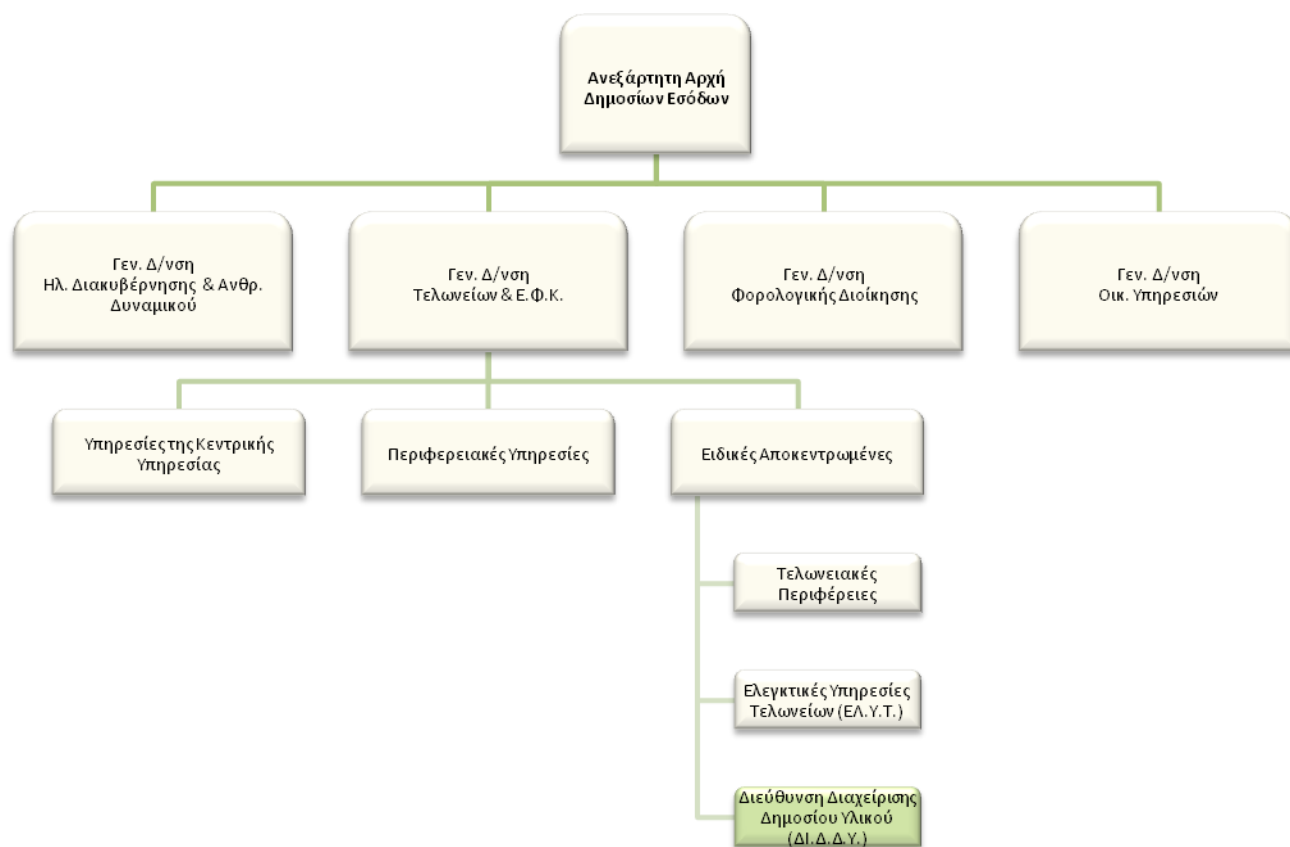 Ανεξάρτητη Αρχή
Δημοσίων Εσόδων
Γεν. Δ/νση
Ηλ. Διακυβέρνησης & Ανθρ.
Δυναμικού
Γεν. Δ/νση
Τελωνείων & Ε.Φ.Κ.
Γεν. Δ/νση
Φορολογικής Διοίκησης
Γεν. Δ/νση
Οικ. Υπηρεσιών
Υπηρεσίες της Κεντρικής
Υπηρεσίας
Περιφερειακές Υπηρεσίες
Ειδικές Αποκεντρωμένες
Τελωνειακές
Περιφέρειες
Ελεγκτικές Υπηρεσίες
Τελωνείων (ΕΛ.Υ.Τ.)
Διεύθυνση Διαχείρισης
Δημοσίου Υλικού
(ΔΙ.Δ.Δ.Υ.)